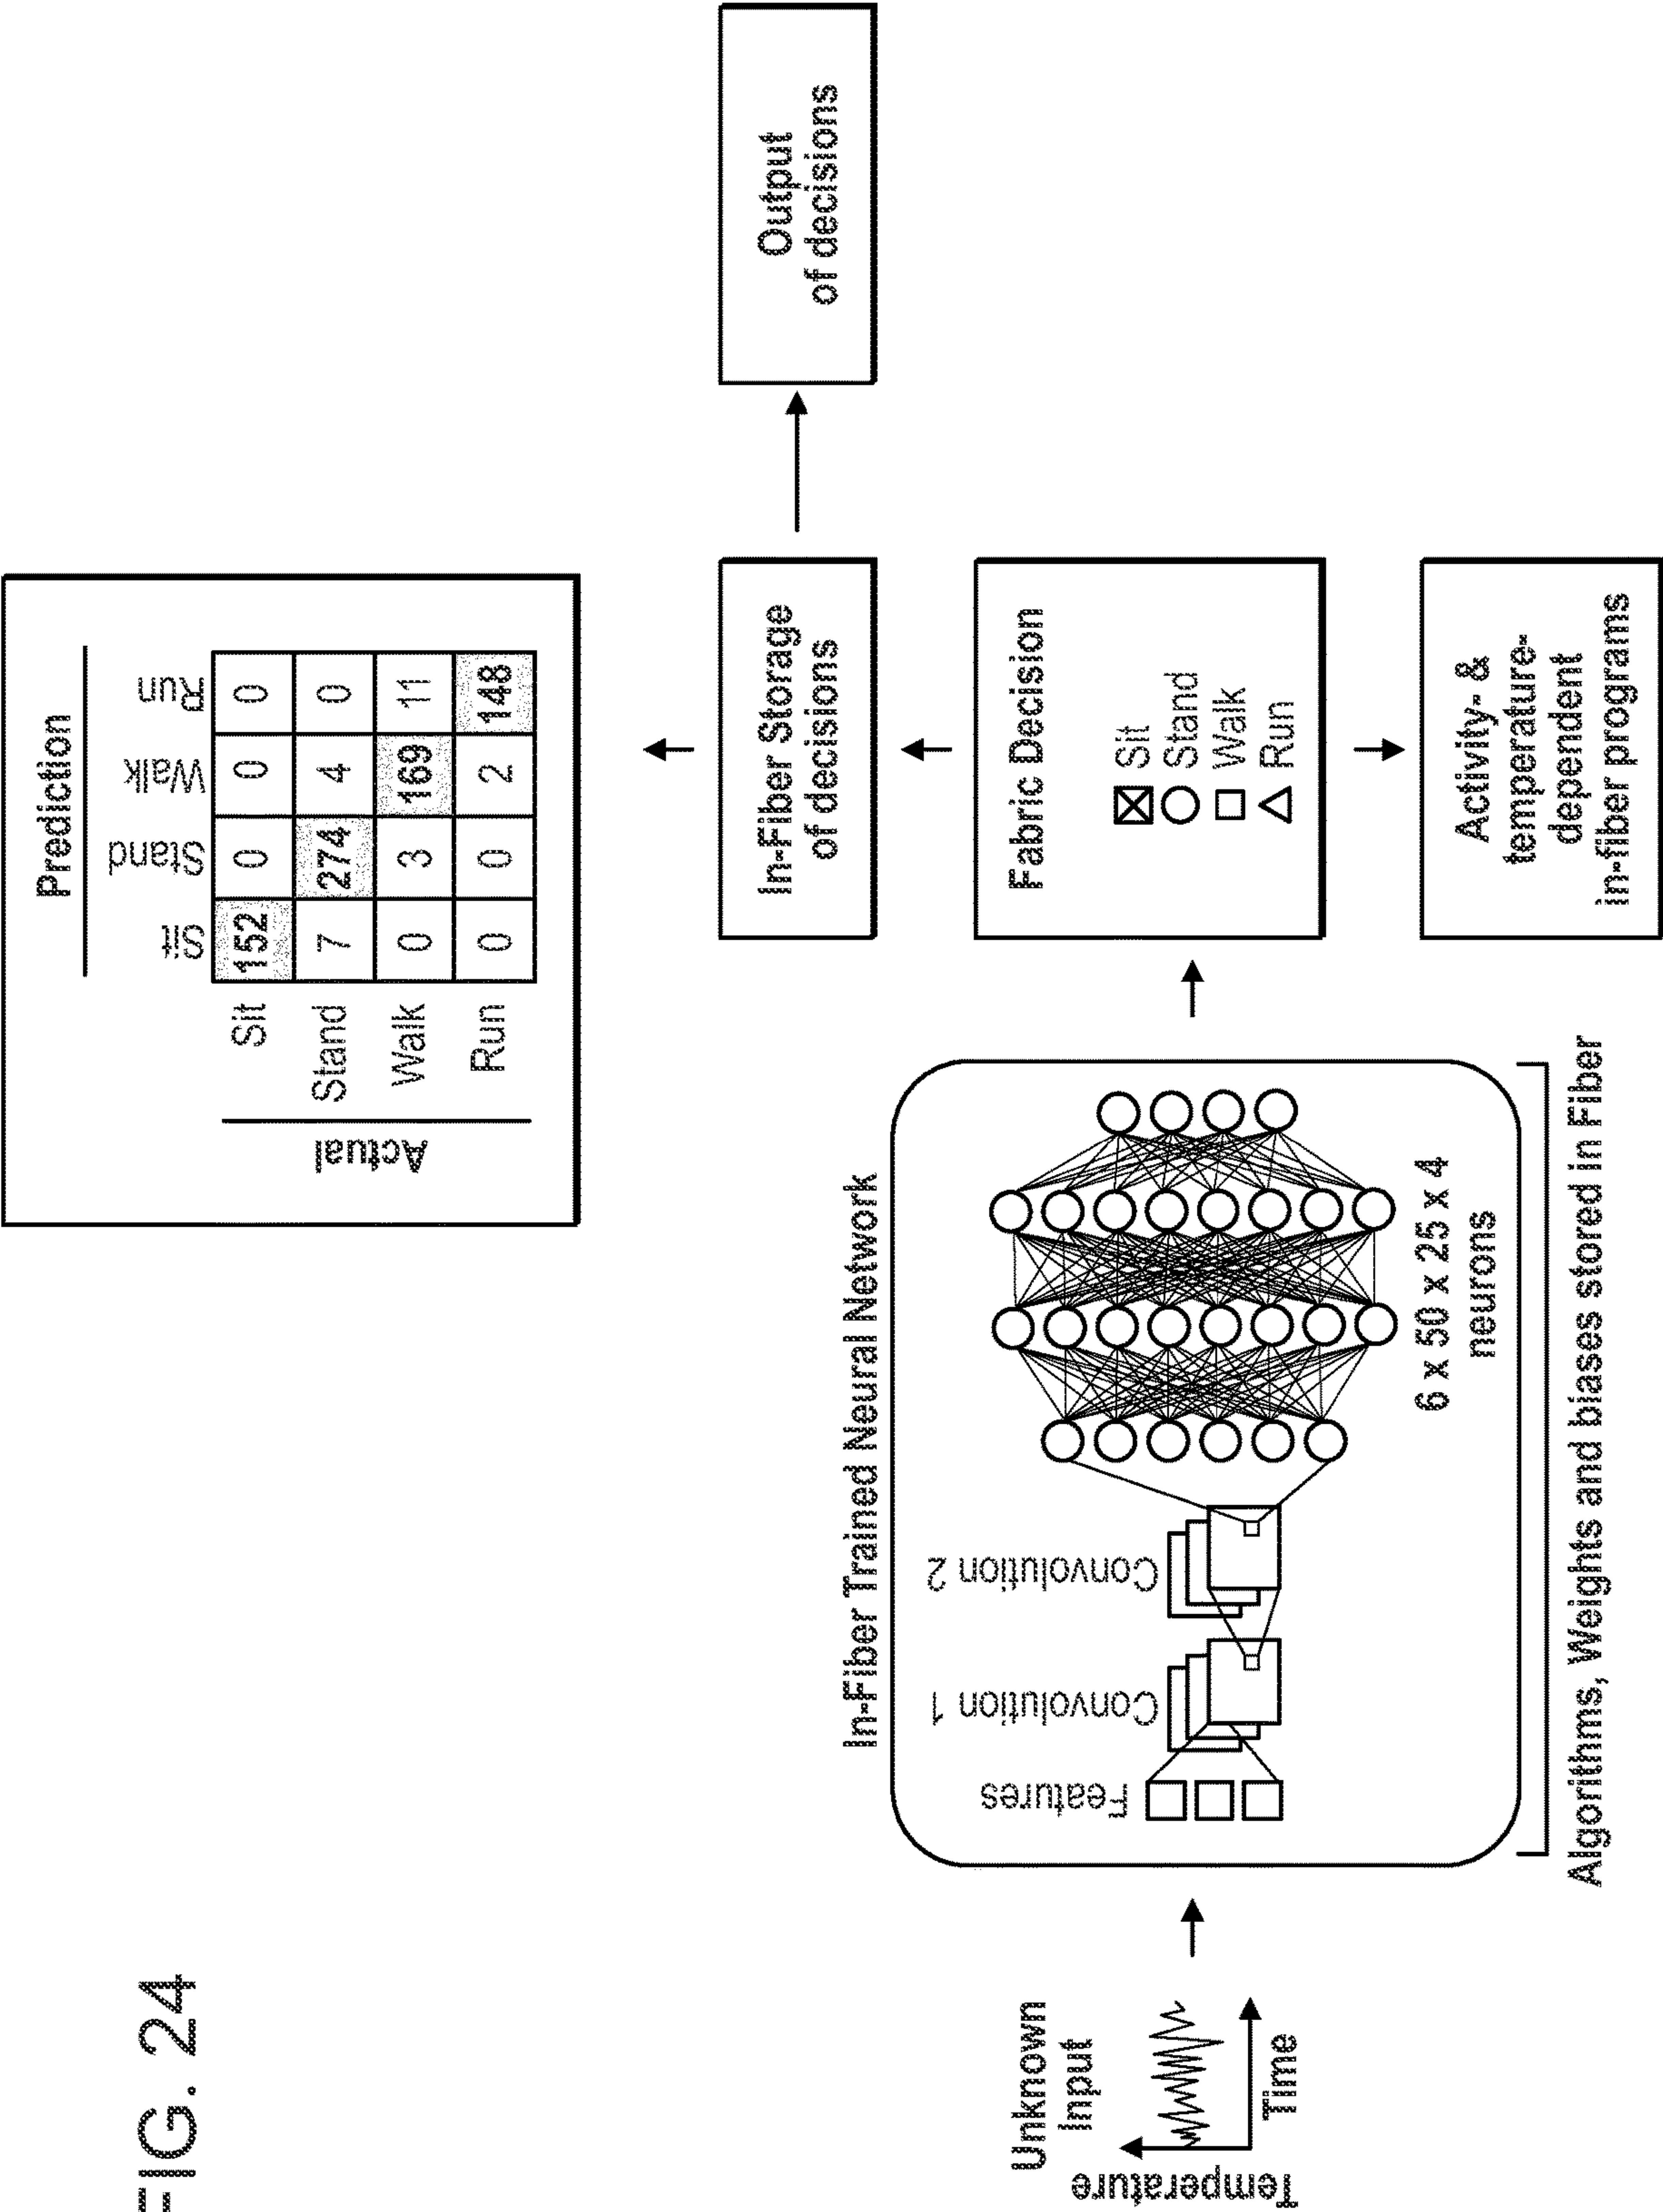 FIG. 24
Prediction
Sit Stand Walk Run
Actual
Sit 152 0 0 0
Stand 7 274 4 0
Walk 0 3 169 11
Run 0 0 2 148
In-Fiber Trained Neural Network
Unknown
Input
Temperature
Time
Features
Convolution 1
Convolution 2
6 x 50 x 25 x 4
neurons
Algorithms, Weights and biases stored in Fiber
In-Fiber Storage
of decisions
Output
of decisions
Fabric Decision
Sit
Stand
Walk
Run
Activity- &
temperature-
dependent
in-fiber programs